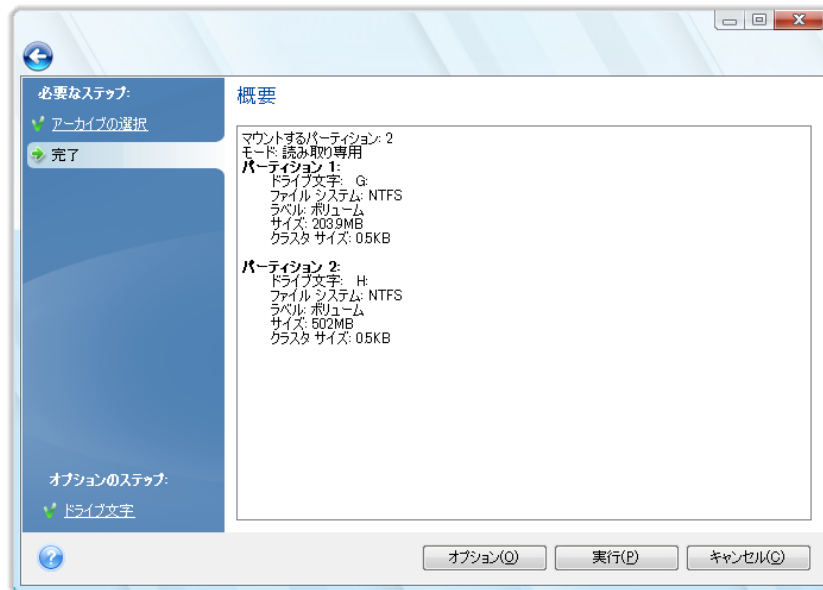 必要なステップ:
アーカイブの選択
完了
概要
マウントするパーティション: 2
モード: 読み取り専用
パーティション 1:
ドライブ文字: G:
ファイル システム: NTFS
ラベル: ボリューム
サイズ: 203.9MB
クラスタ サイズ: 0.5KB
パーティション 2:
ドライブ文字: H:
ファイル システム: NTFS
ラベル: ボリューム
サイズ: 502MB
クラスタ サイズ: 0.5KB
オプションのステップ:
ドライブ文字
オプション(O)
実行(P)
キャンセル(C)